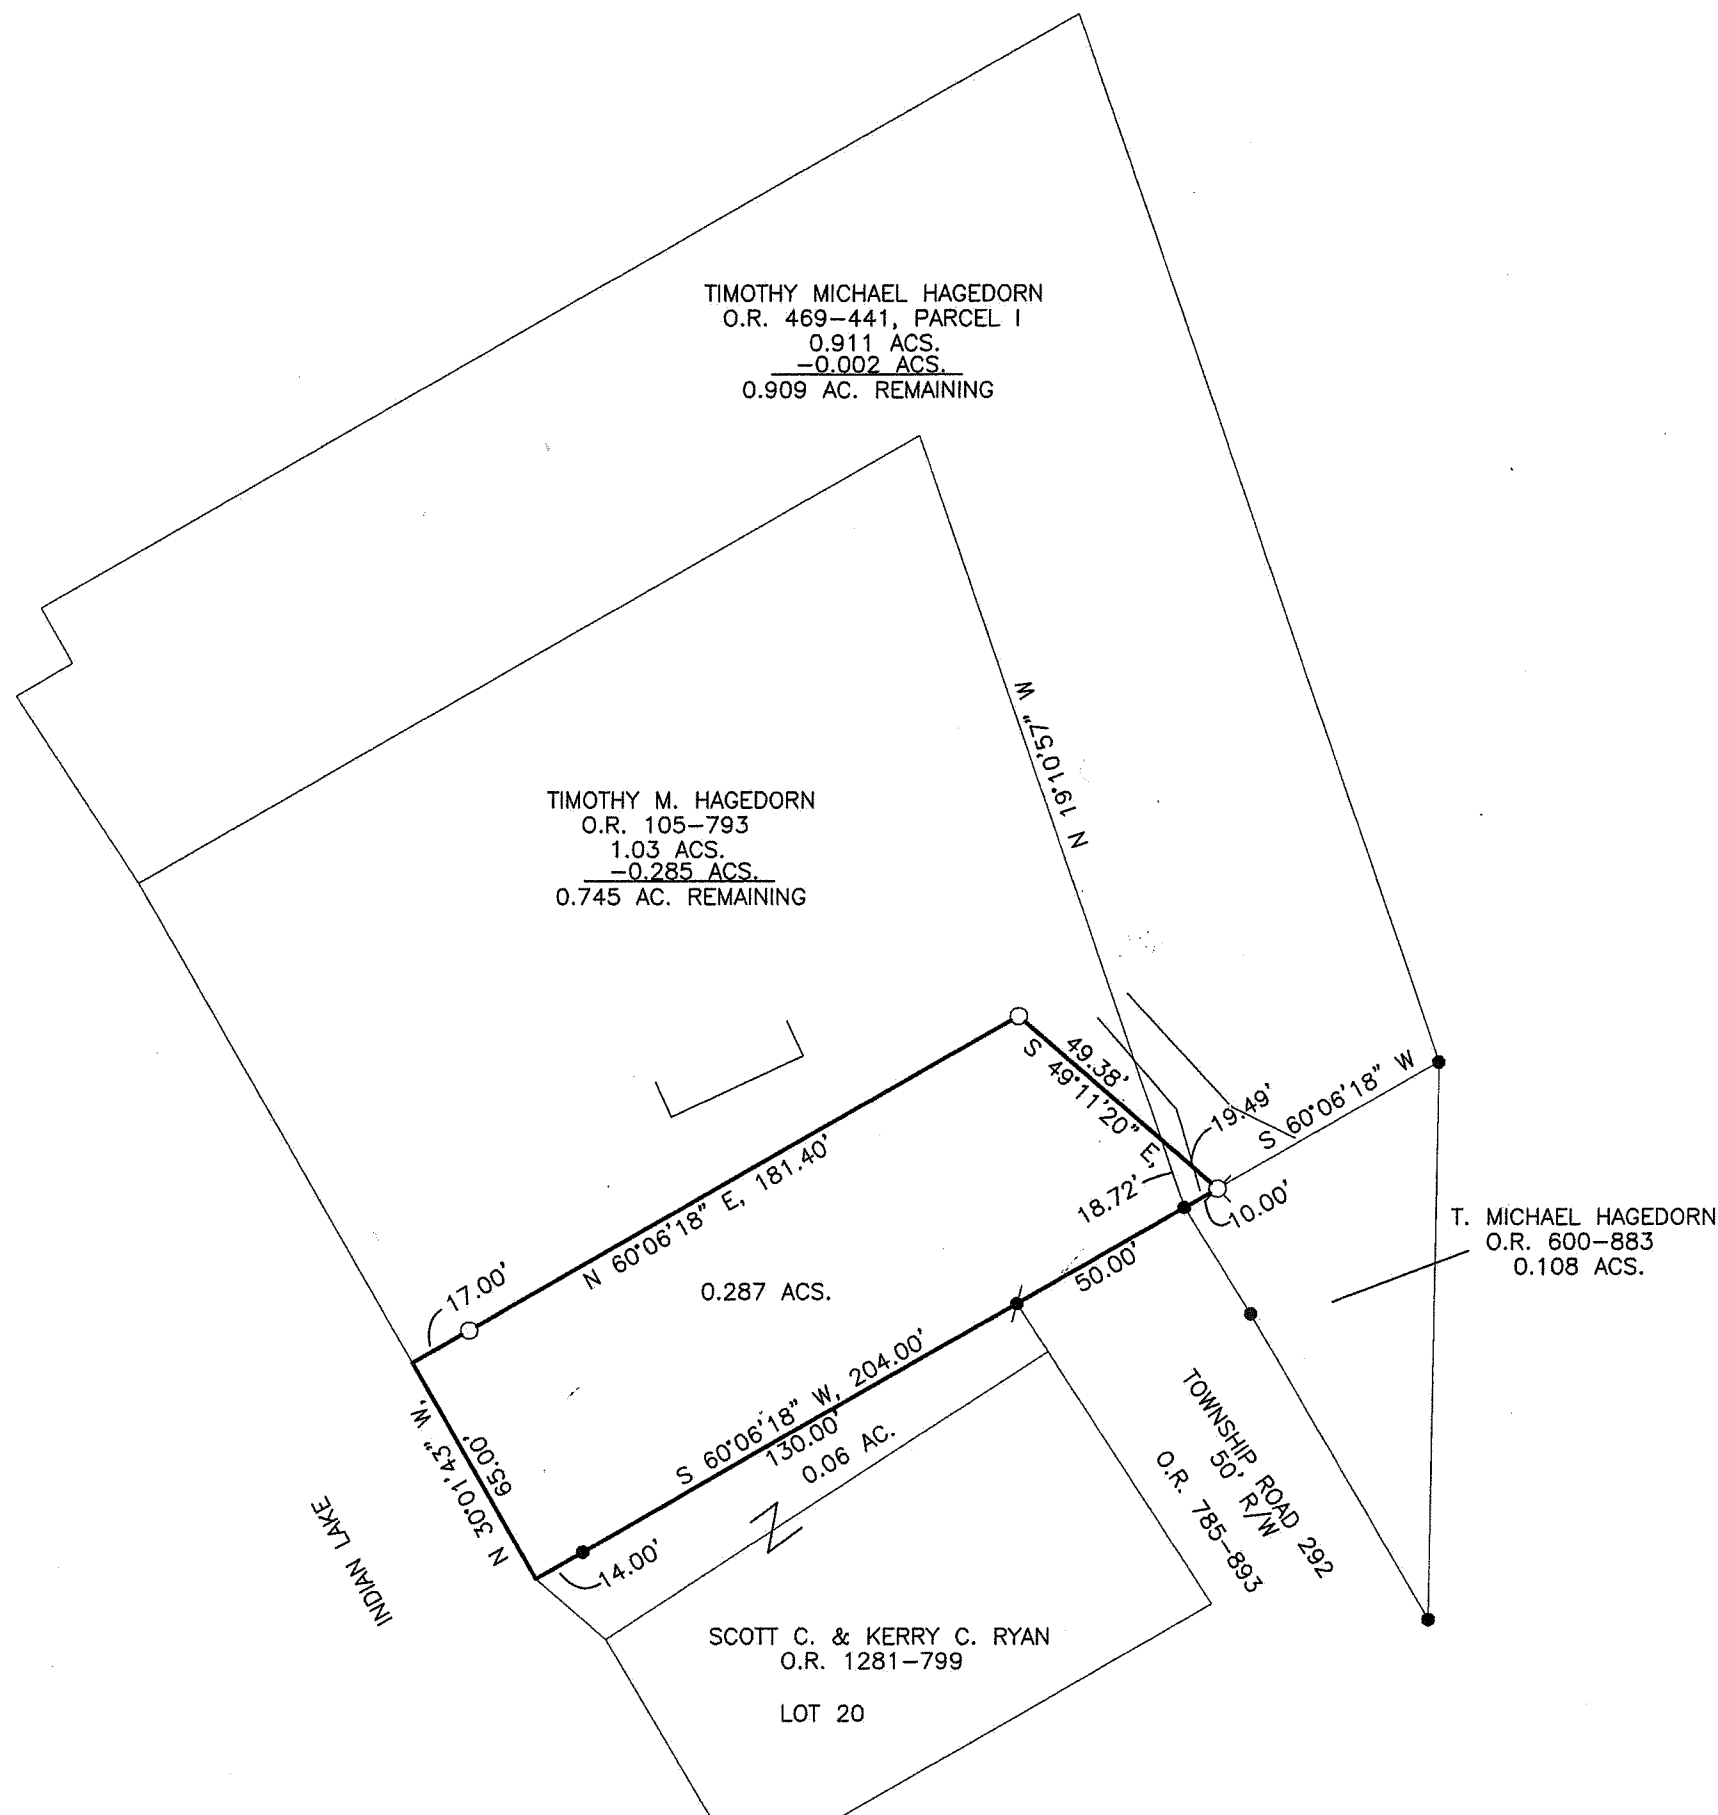 TIMOTHY MICHAEL HAGEDORN
O.R. 469-441, PARCEL I
0.911 ACS.
-0.002 ACS.
0.909 AC. REMAINING
N 19°10'57" W
TIMOTHY M. HAGEDORN
O.R. 105-793
1.03 ACS.
-0.285 ACS.
0.745 AC. REMAINING
49.38'
S 49°11'20" E,
19.49'
S 60°06'18" W
18.72'
10.00'
N 60°06'18" E, 181.40'
17.00'
0.287 ACS.
50.00'
T. MICHAEL HAGEDORN
O.R. 600-883
0.108 ACS.
S 60°06'18" W, 204.00'
130.00'
0.06 AC.
N 30°01'43" W,
65.00'
14.00'
INDIAN LAKE
TOWNSHIP ROAD 292
50' R/W
O.R. 785-893
SCOTT C. & KERRY C. RYAN
O.R. 1281-799
LOT 20